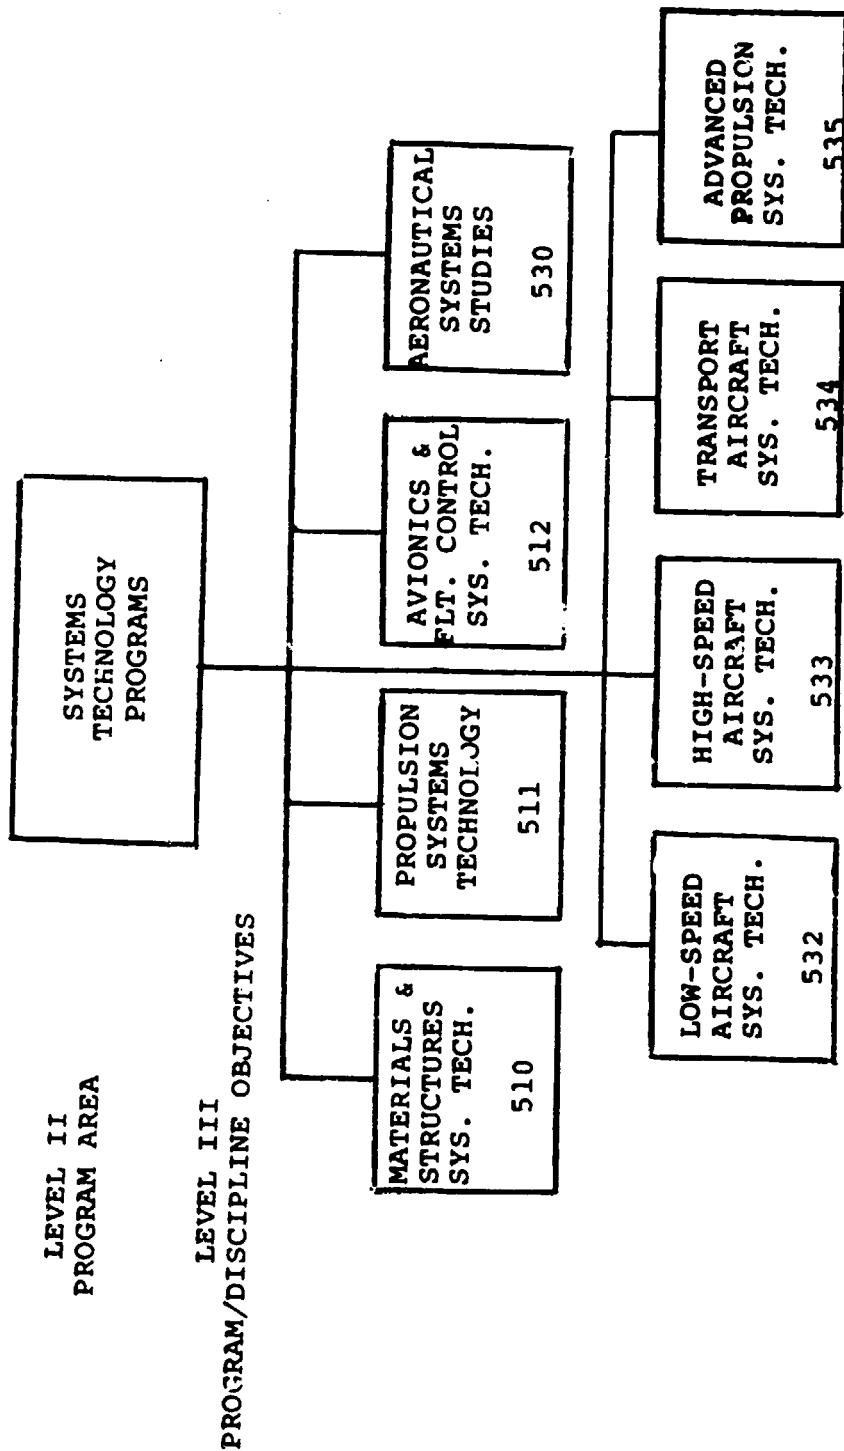 LEVEL II
PROGRAM AREA
SYSTEMS
TECHNOLOGY
PROGRAMS
LEVEL III
PROGRAM/DISCIPLINE OBJECTIVES
MATERIALS &
STRUCTURES
SYS. TECH.
510
PROPULSION
SYSTEMS
TECHNOLOGY
511
AVIONICS &
FLT. CONTROL
SYS. TECH.
512
AERONAUTICAL
SYSTEMS
STUDIES
530
LOW-SPEED
AIRCRAFT
SYS. TECH.
532
HIGH-SPEED
AIRCRAFT
SYS. TECH.
533
TRANSPORT
AIRCRAFT
SYS. TECH.
534
ADVANCED
PROPULSION
SYS. TECH.
535